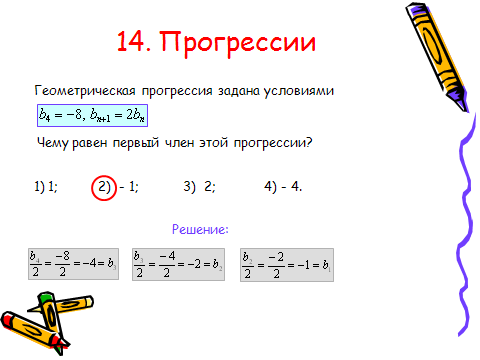 14. Прогрессии
Геометрическая прогрессия задана условиями
b₄ = −8, bₙ₊₁ = 2bₙ
Чему равен первый член этой прогрессии?
1) 1; 2) - 1; 3) 2; 4) - 4.
Решение:
b₄/2 = −8/2 = −4 = b₃ b₃/2 = −4/2 = −2 = b₂ b₂/2 = −2/2 = −1 = b₁